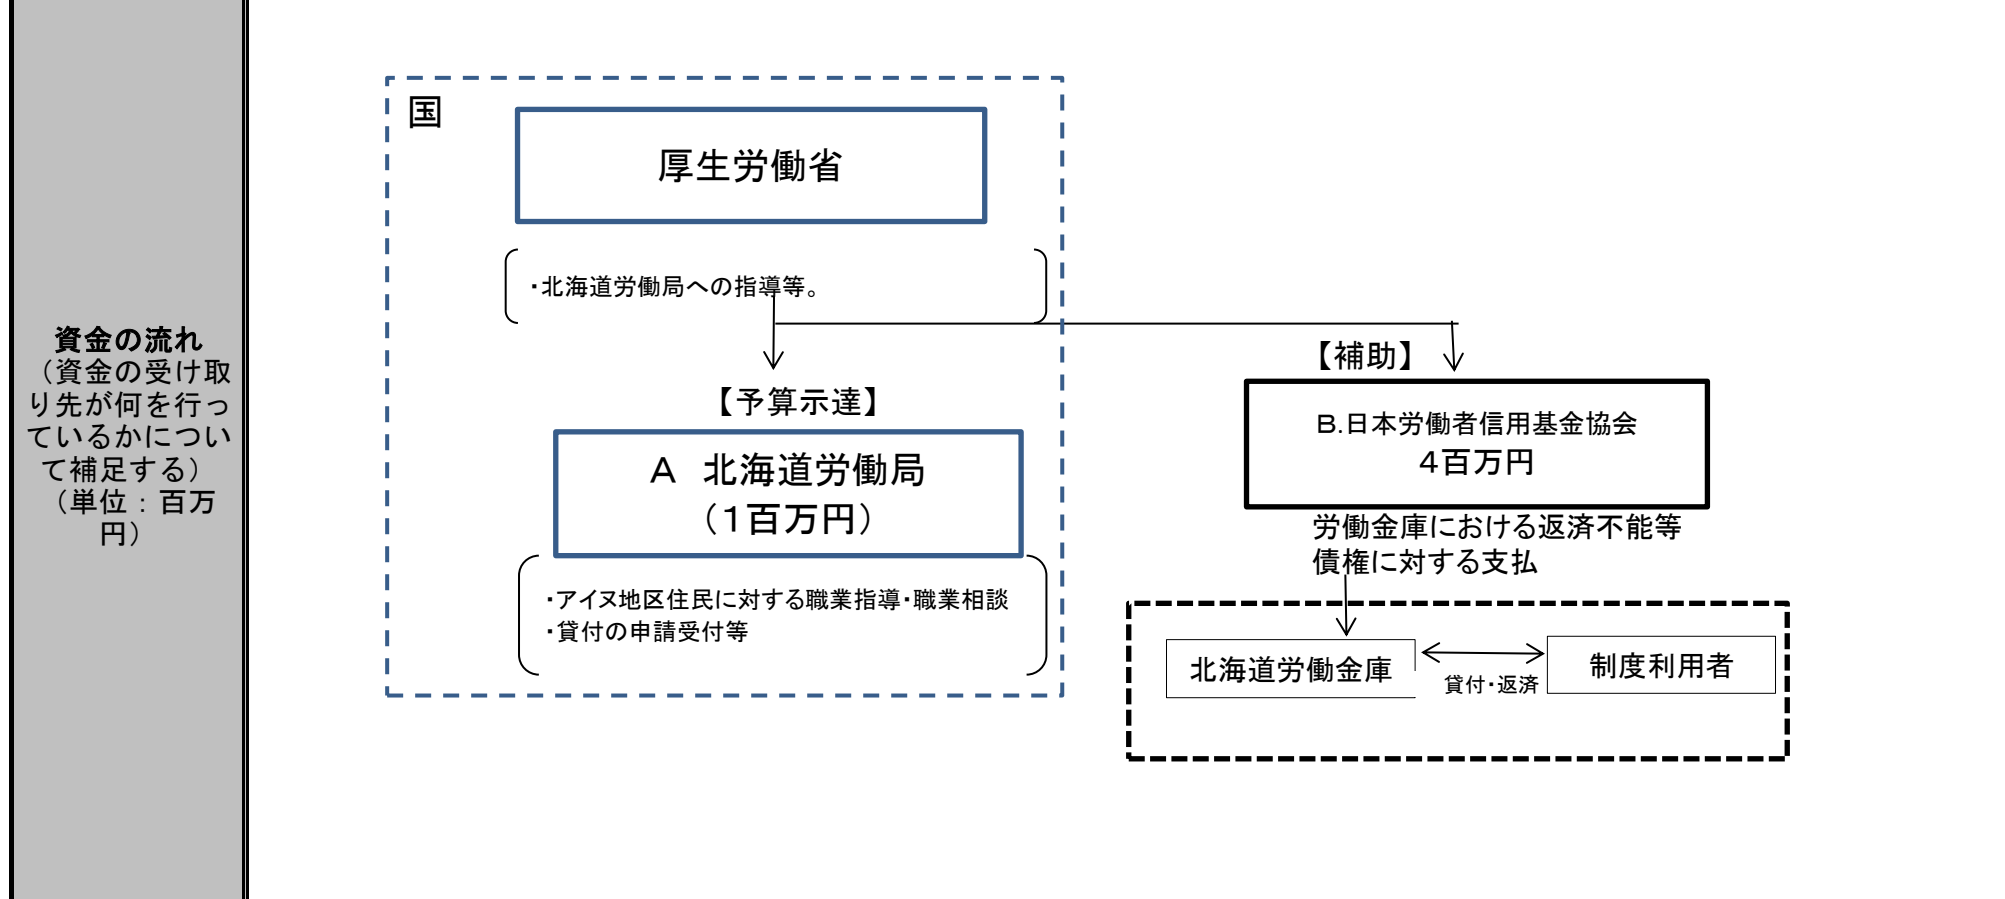 資金の流れ
（資金の受け取
り先が何を行っ
ているかについ
て補足する）
（単位：百万
円）
国
厚生労働省
・北海道労働局への指導等。
【予算示達】
A　北海道労働局
（1百万円）
・アイヌ地区住民に対する職業指導・職業相談
・貸付の申請受付等
【補助】
B.日本労働者信用基金協会
4百万円
労働金庫における返済不能等
債権に対する支払
北海道労働金庫
貸付・返済
制度利用者